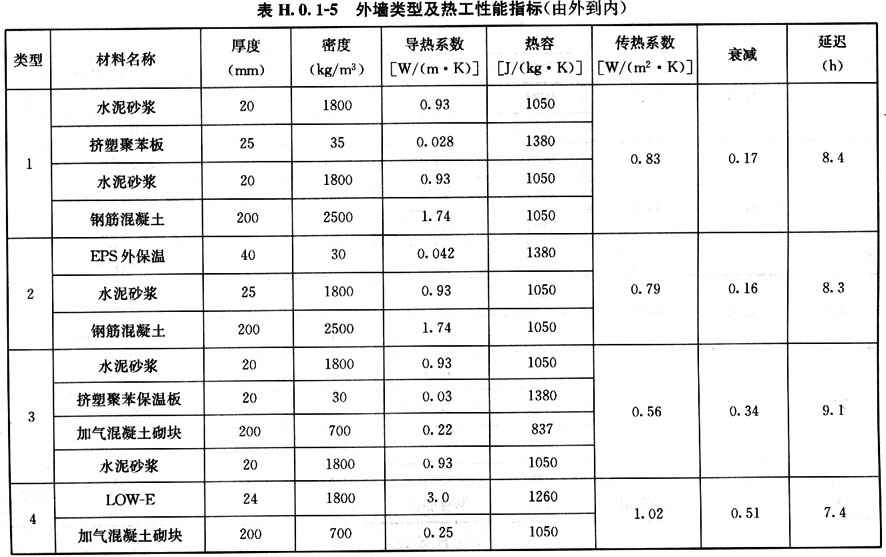 表 H.0.1-5 外墙类型及热工性能指标(由外到内)
类型 材料名称 厚度 (mm) 密度 (kg/m³) 导热系数 [W/(m·K)] 热容 [J/(kg·K)] 传热系数 [W/(m²·K)] 衰减 延迟 (h)
1 水泥砂浆 20 1800 0.93 1050 0.83 0.17 8.4
挤塑聚苯板 25 35 0.028 1380
水泥砂浆 20 1800 0.93 1050
钢筋混凝土 200 2500 1.74 1050
2 EPS外保温 40 30 0.042 1380 0.79 0.16 8.3
水泥砂浆 25 1800 0.93 1050
钢筋混凝土 200 2500 1.74 1050
3 水泥砂浆 20 1800 0.93 1050 0.56 0.34 9.1
挤塑聚苯保温板 20 30 0.03 1380
加气混凝土砌块 200 700 0.22 837
水泥砂浆 20 1800 0.93 1050
4 LOW-E 24 1800 3.0 1260 1.02 0.51 7.4
加气混凝土砌块 200 700 0.25 1050